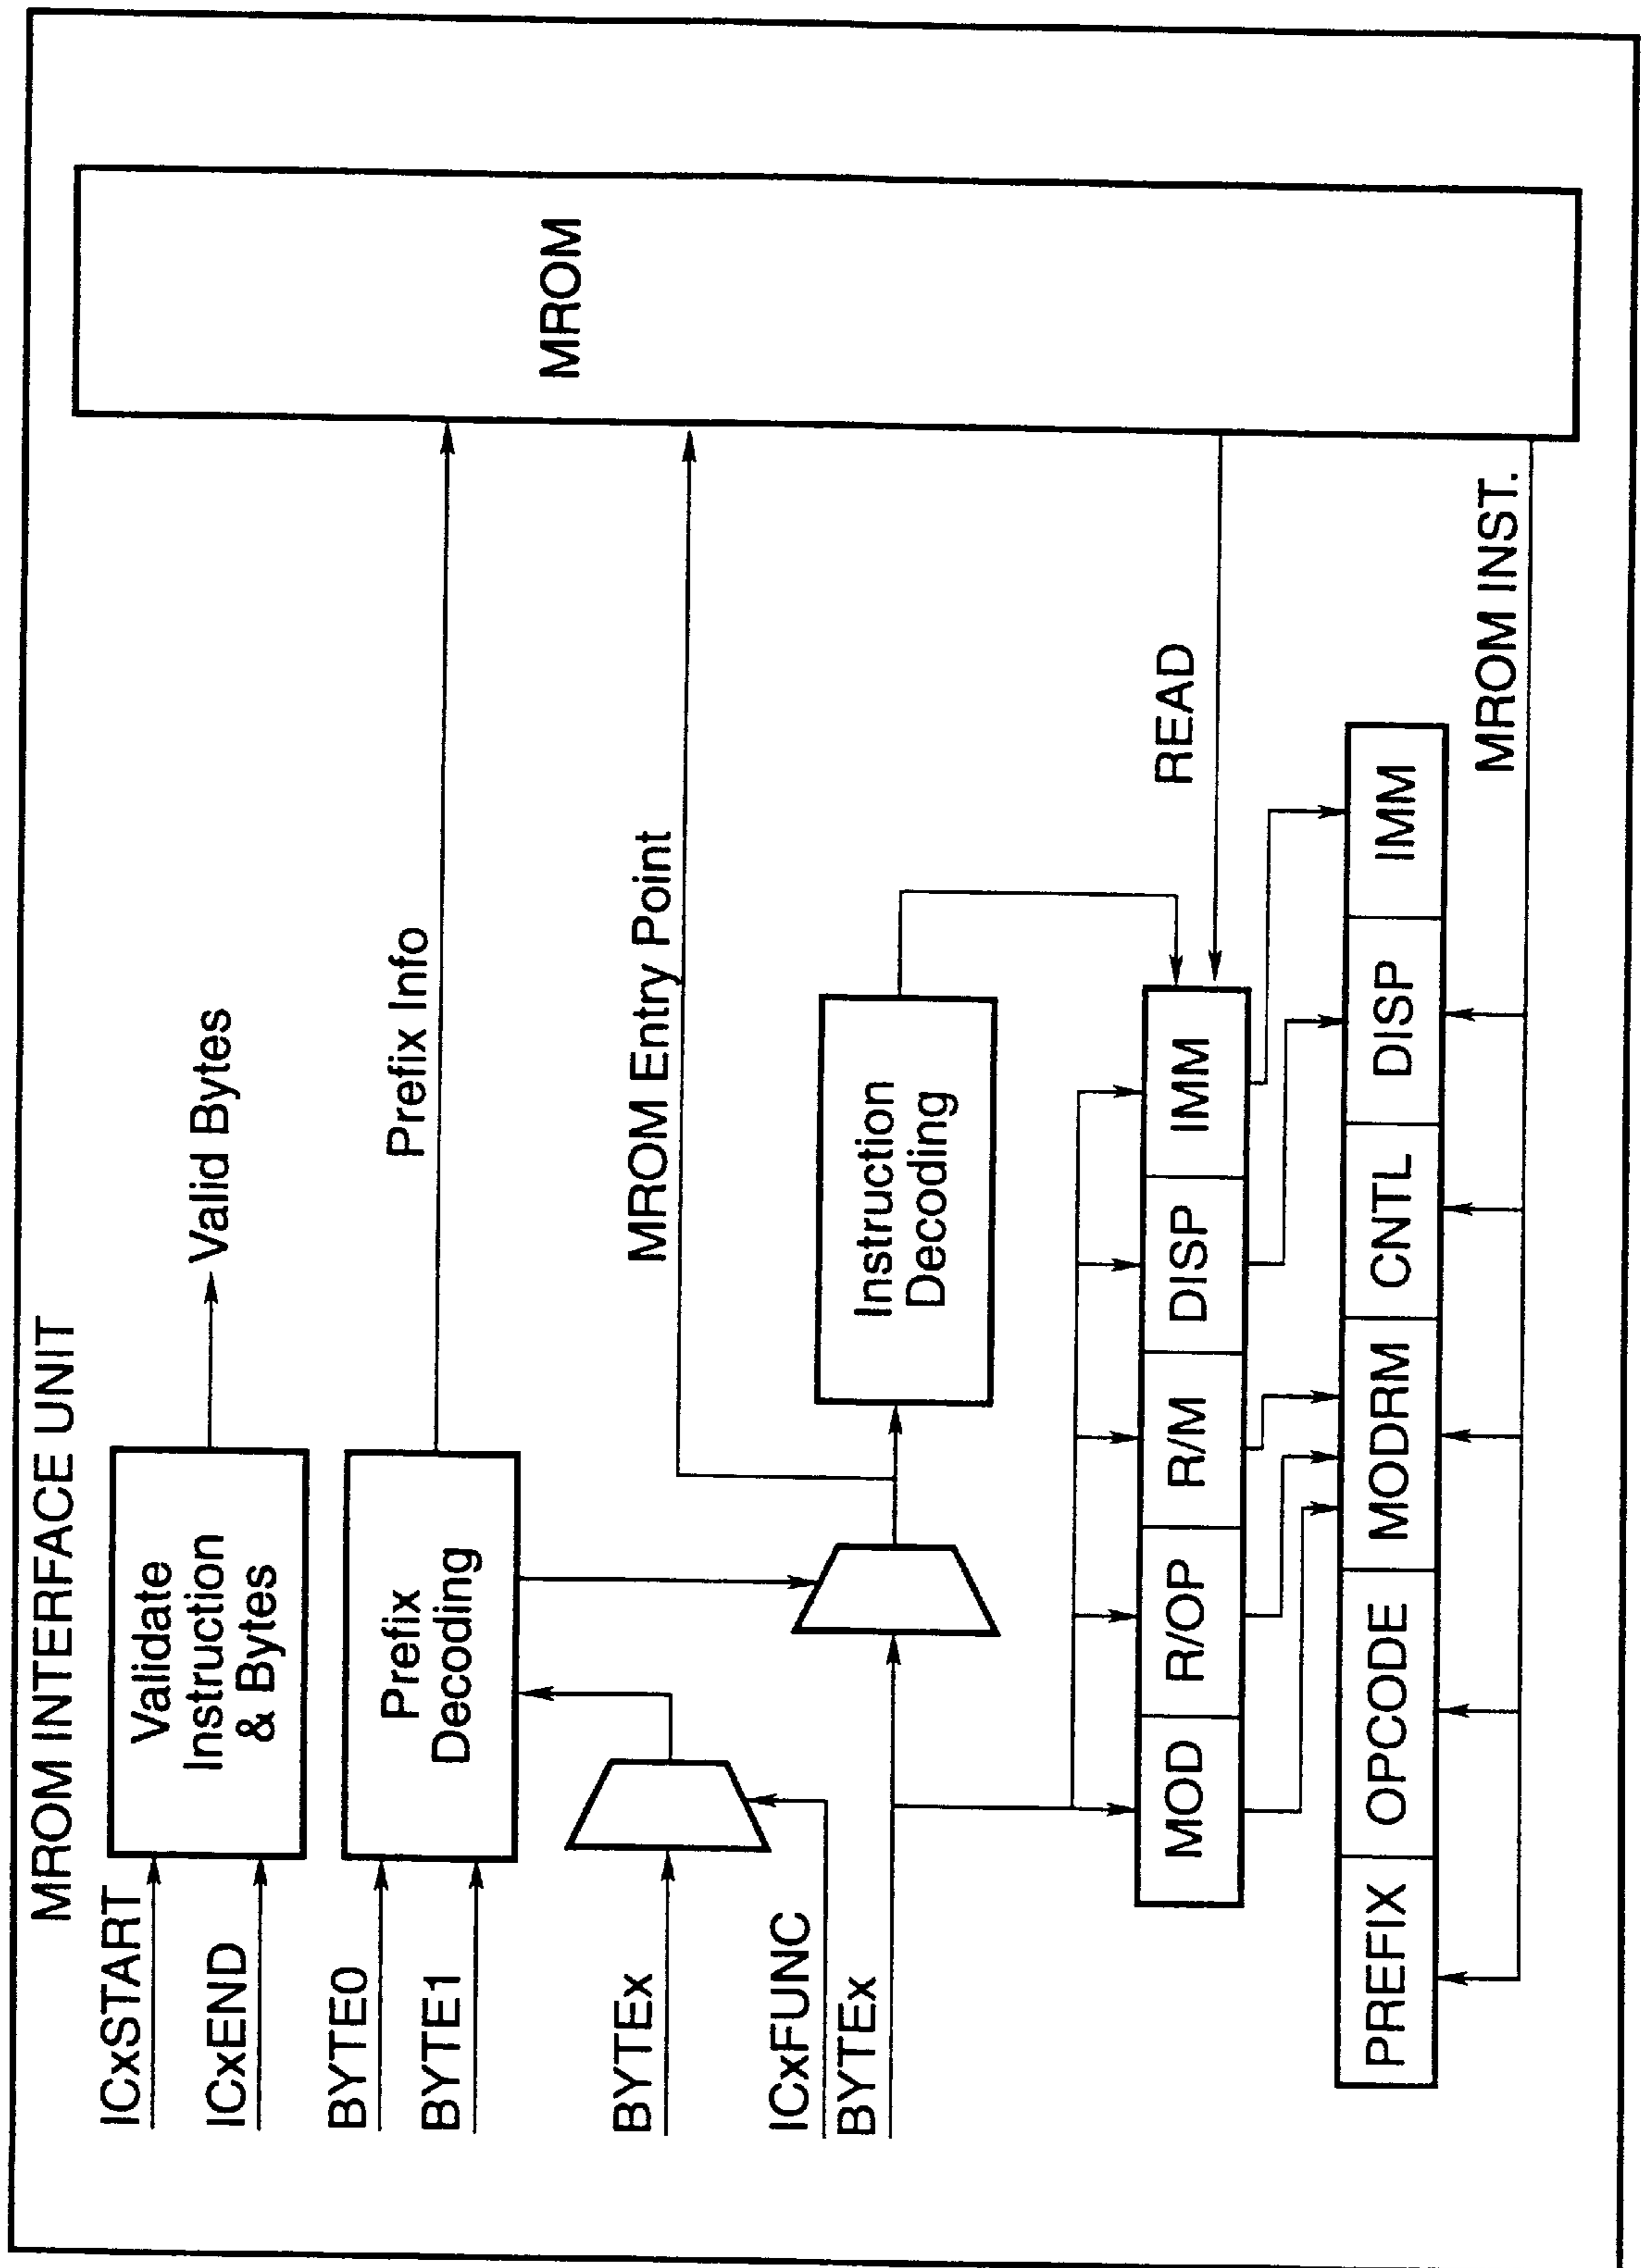 MROM INTERFACE UNIT
ICxSTART
ICxEND
Validate
Instruction
& Bytes
Valid Bytes
BYTE0
BYTE1
Prefix
Decoding
Prefix Info
MROM
BYTEx
MROM Entry Point
ICxFUNC
BYTEx
Instruction
Decoding
READ
MOD R/OP R/M DISP IMM
PREFIX OPCODE MODRM CNTL DISP IMM
MROM INST.